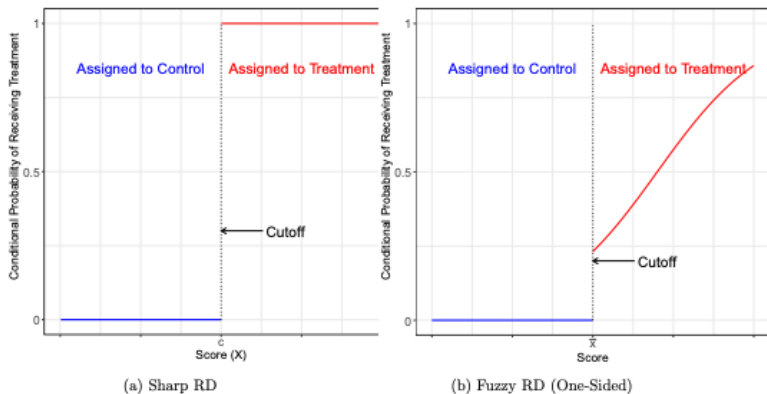 Conditional Probability of Receiving Treatment
1
0.5
0
Assigned to Control
Assigned to Treatment
Cutoff
c
Score (X)
(a) Sharp RD
Conditional Probability of Receiving Treatment
1
0.5
0
Assigned to Control
Assigned to Treatment
Cutoff
x̅
Score
(b) Fuzzy RD (One-Sided)